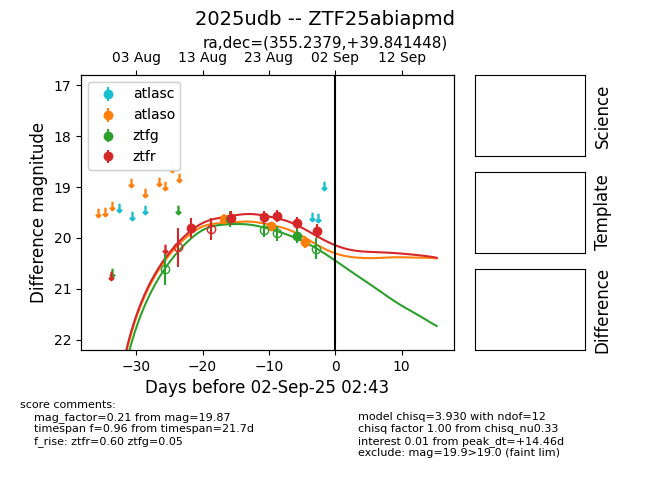 2025udb -- ZTF25abiapmd
ra,dec=(355.2379,+39.841448)
03 Aug 13 Aug 23 Aug 02 Sep 12 Sep
atlasc
atlaso
ztfg
ztfr
17
18
19
20
21
22
Difference magnitude
−30 −20 −10 0 10
Days before 02-Sep-25 02:43
Science
Template
Difference
score comments:
mag_factor=0.21 from mag=19.87
timespan f=0.96 from timespan=21.7d
f_rise: ztfr=0.60 ztfg=0.05
model chisq=3.930 with ndof=12
chisq factor 1.00 from chisq_nu0.33
interest 0.01 from peak_dt=+14.46d
exclude: mag=19.9>19.0 (faint lim)